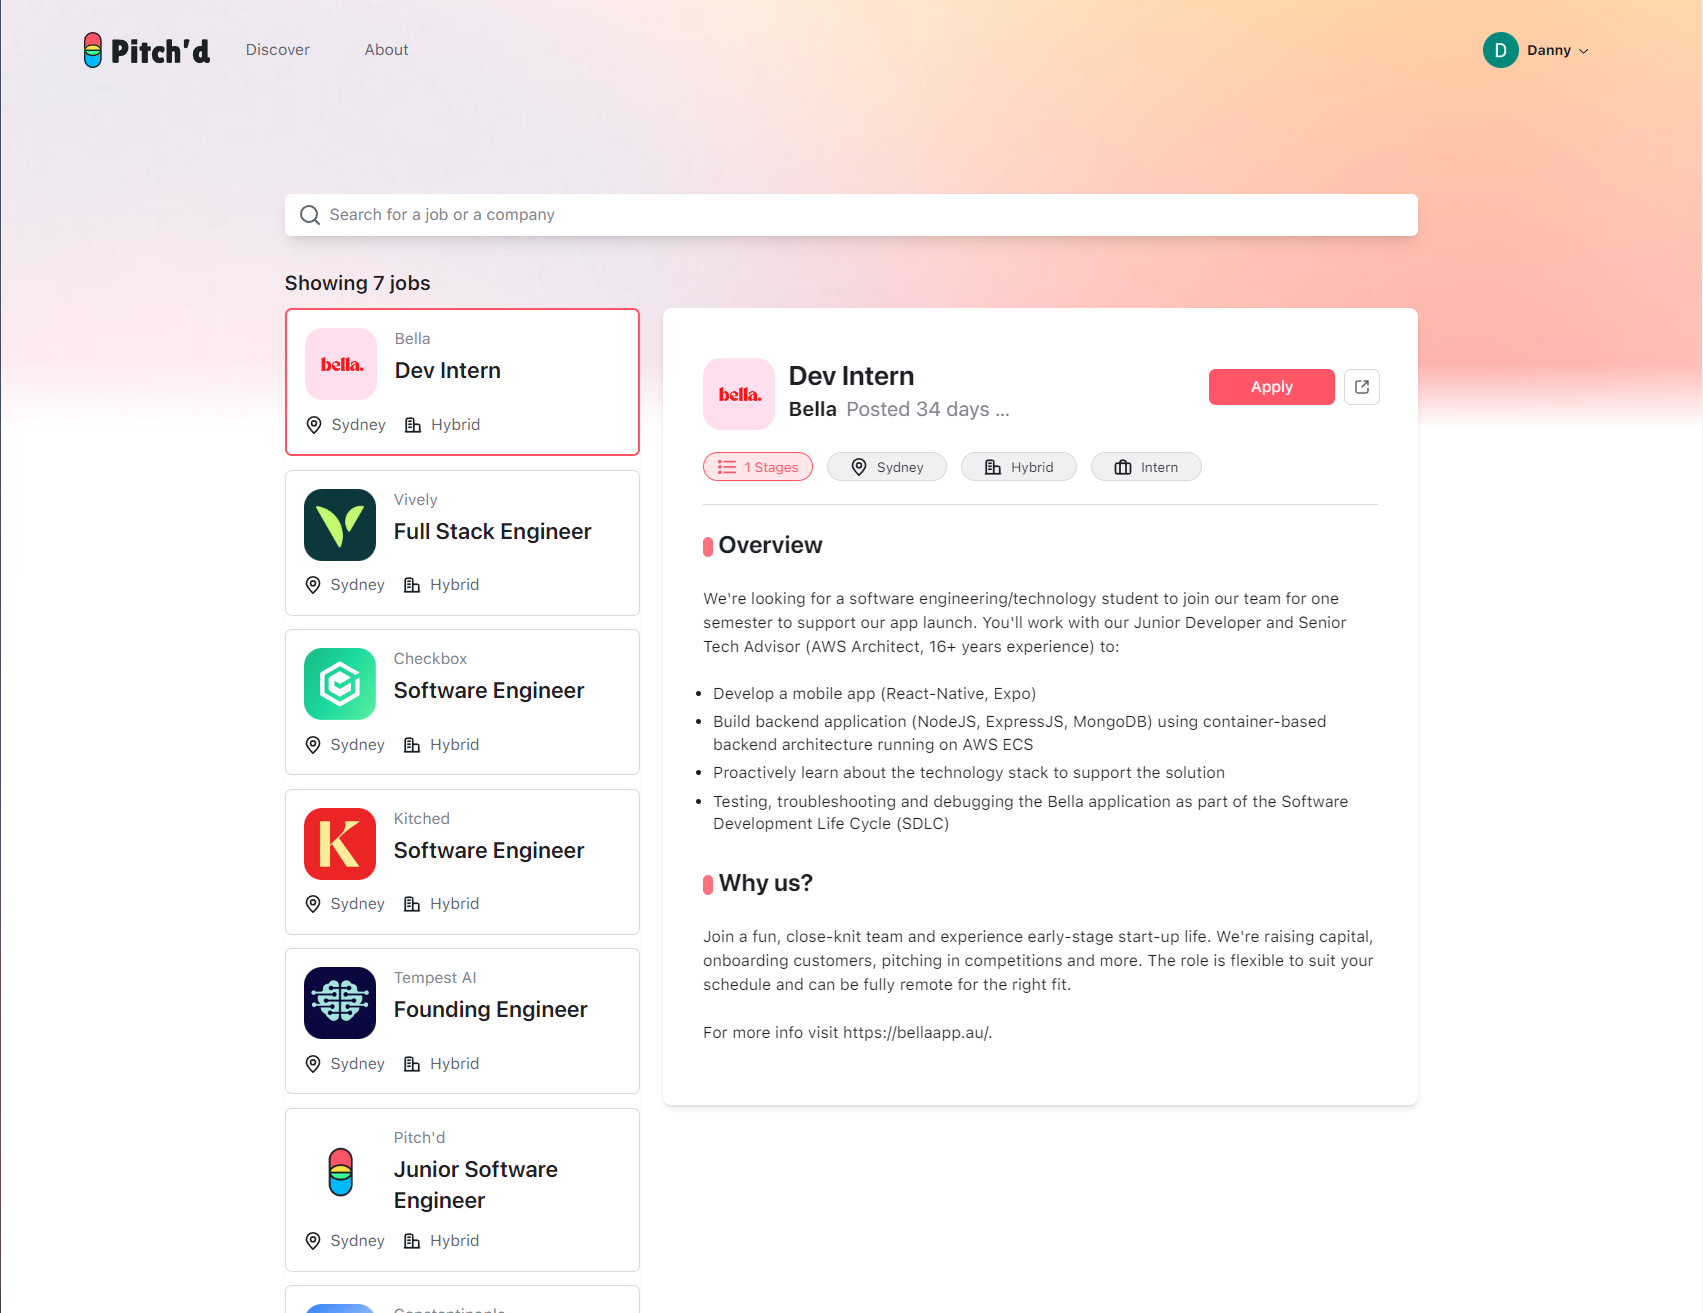 Pitch'd
Discover
About
D
Danny
Search for a job or a company
Showing 7 jobs
bella.
Bella
Dev Intern
Sydney
Hybrid
Vively
Full Stack Engineer
Sydney
Hybrid
Checkbox
Software Engineer
Sydney
Hybrid
K
Kitched
Software Engineer
Sydney
Hybrid
Tempest AI
Founding Engineer
Sydney
Hybrid
Pitch'd
Junior Software
Engineer
Sydney
Hybrid
bella.
Dev Intern
Bella Posted 34 days ...
Apply
1 Stages
Sydney
Hybrid
Intern
Overview
We're looking for a software engineering/technology student to join our team for one
semester to support our app launch. You'll work with our Junior Developer and Senior
Tech Advisor (AWS Architect, 16+ years experience) to:
• Develop a mobile app (React-Native, Expo)
• Build backend application (NodeJS, ExpressJS, MongoDB) using container-based
backend architecture running on AWS ECS
• Proactively learn about the technology stack to support the solution
• Testing, troubleshooting and debugging the Bella application as part of the Software
Development Life Cycle (SDLC)
Why us?
Join a fun, close-knit team and experience early-stage start-up life. We're raising capital,
onboarding customers, pitching in competitions and more. The role is flexible to suit your
schedule and can be fully remote for the right fit.
For more info visit https://bellaapp.au/.